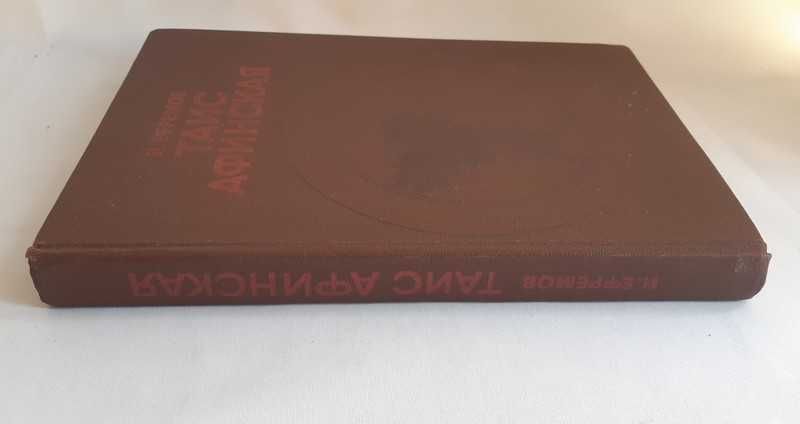 И. ЕФРЕМОВ
ТАИС
АФИНСКАЯ
И. ЕФРЕМОВ ТАИС АФИНСКАЯ